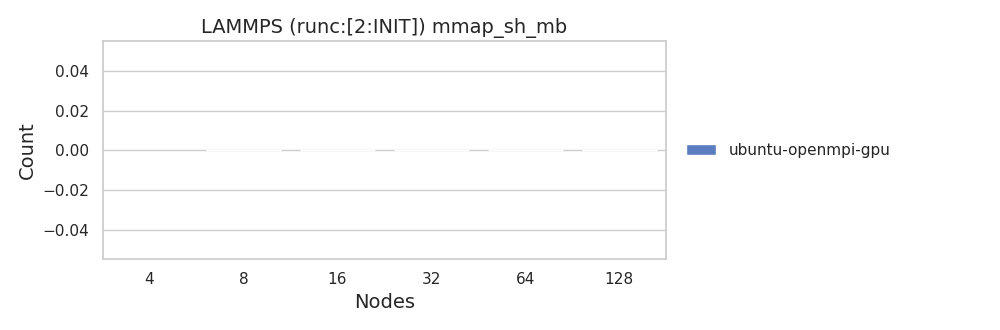 LAMMPS (runc:[2:INIT]) mmap_sh_mb
Count
0.04
0.02
0.00
−0.02
−0.04
4 8 16 32 64 128
Nodes
ubuntu-openmpi-gpu